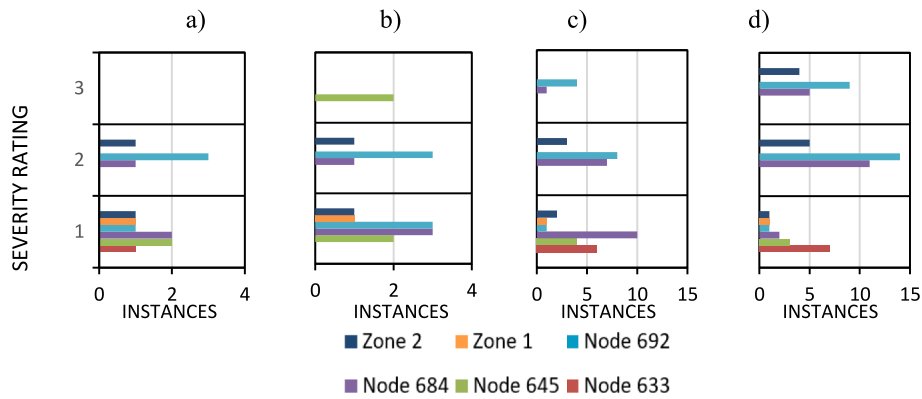 a) b) c) d)
SEVERITY RATING
3
2
1
0 2 4 0 2 4 0 5 10 15 0 5 10 15
INSTANCES INSTANCES INSTANCES INSTANCES
Zone 2 Zone 1 Node 692
Node 684 Node 645 Node 633